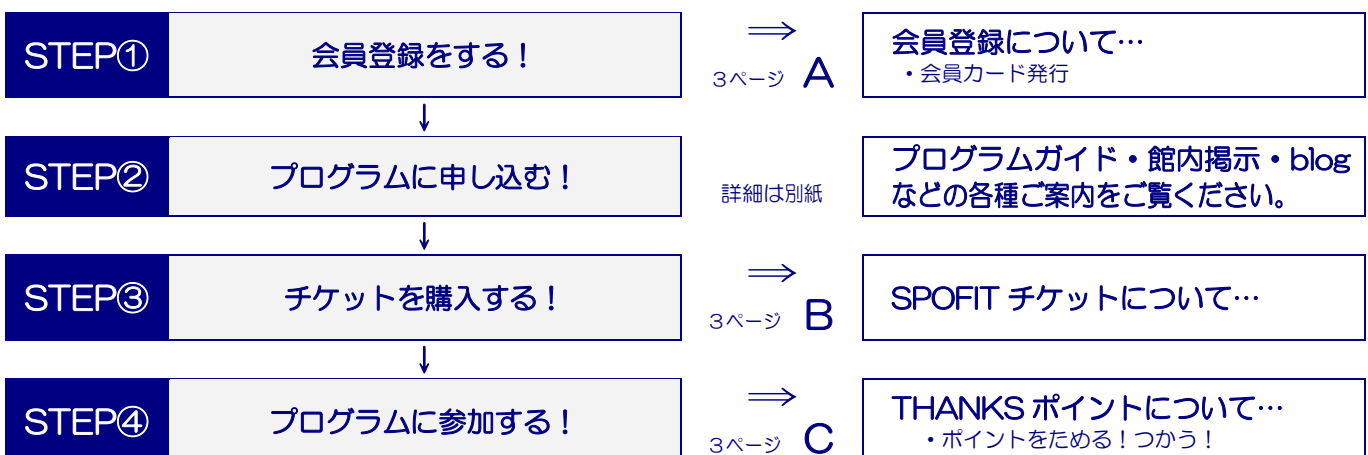 STEP① 会員登録をする！ ⇒ 会員登録について…
3ページ A ・会員カード発行
↓
STEP② プログラムに申し込む！ 詳細は別紙 プログラムガイド・館内掲示・blog
などの各種ご案内をご覧ください。
↓
STEP③ チケットを購入する！ ⇒ SPOFIT チケットについて…
3ページ B
↓
STEP④ プログラムに参加する！ ⇒ THANKS ポイントについて…
3ページ C ・ポイントをためる！つかう！